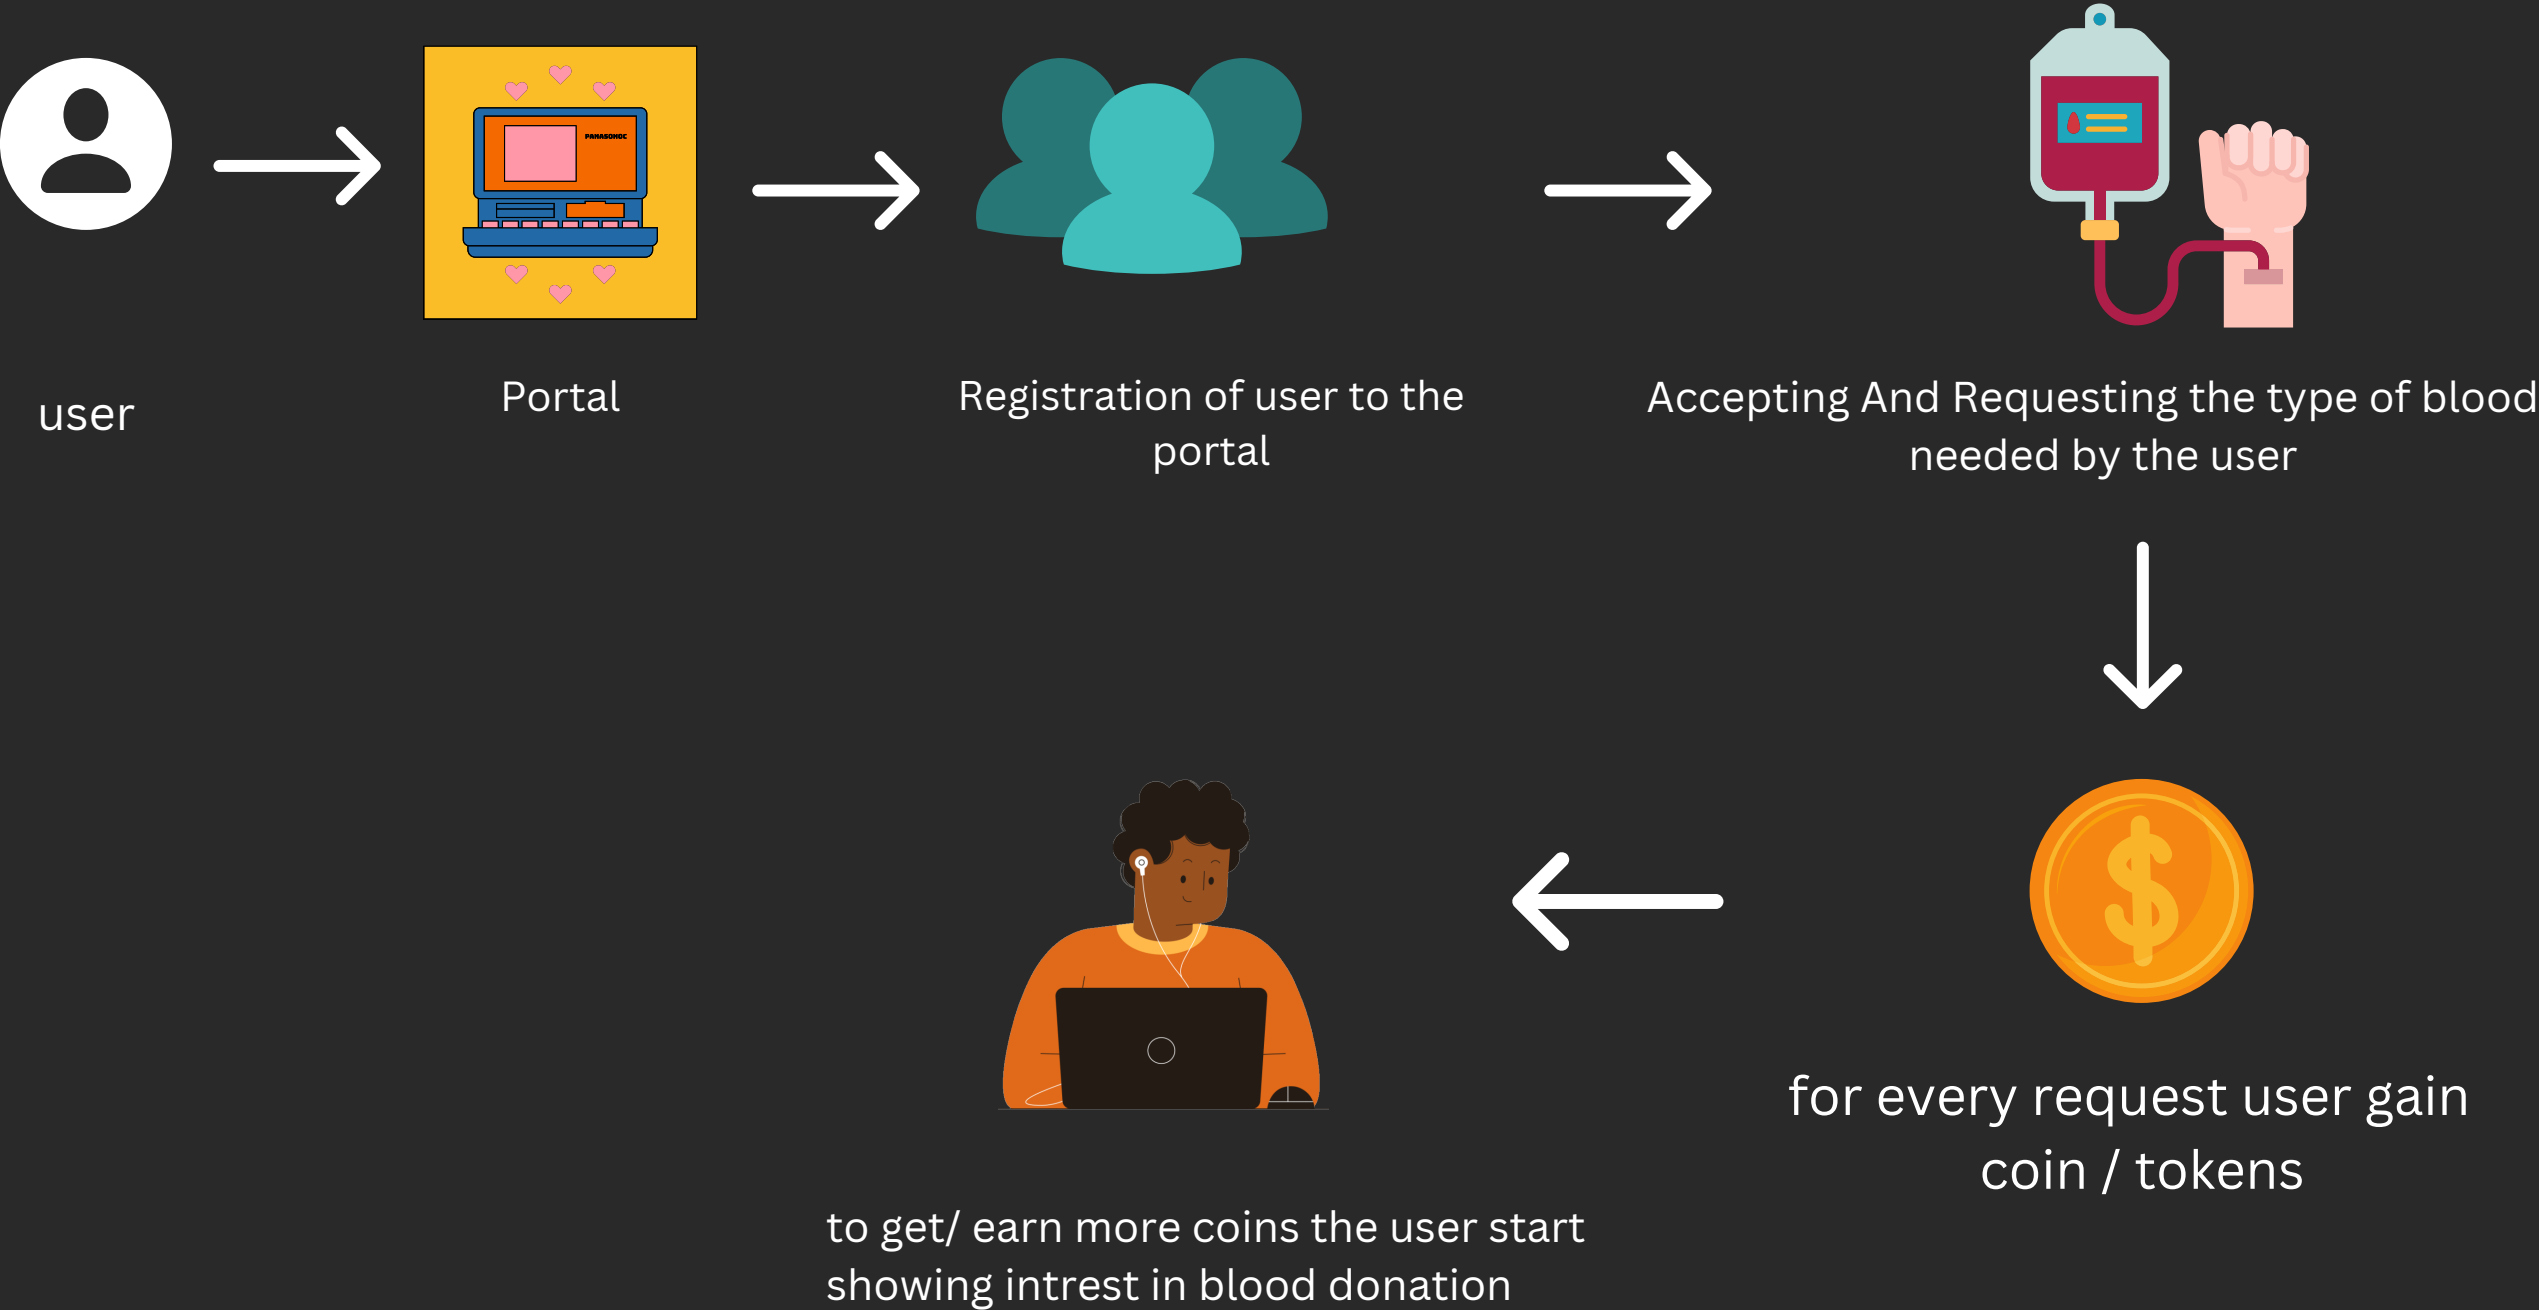 PANASONOC
user
Portal
Registration of user to the
portal
Accepting And Requesting the type of blood
needed by the user
for every request user gain
coin / tokens
to get/ earn more coins the user start
showing intrest in blood donation